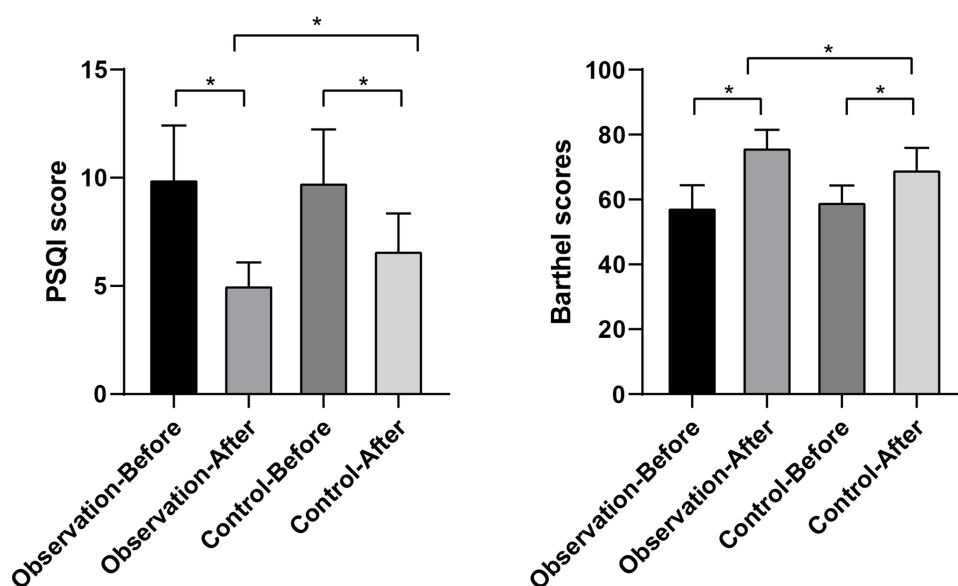 *
*
*
15
10
5
0
PSQI score
Observation-Before
Observation-After
Control-Before
Control-After
*
*
*
100
80
60
40
20
0
Barthel scores
Observation-Before
Observation-After
Control-Before
Control-After